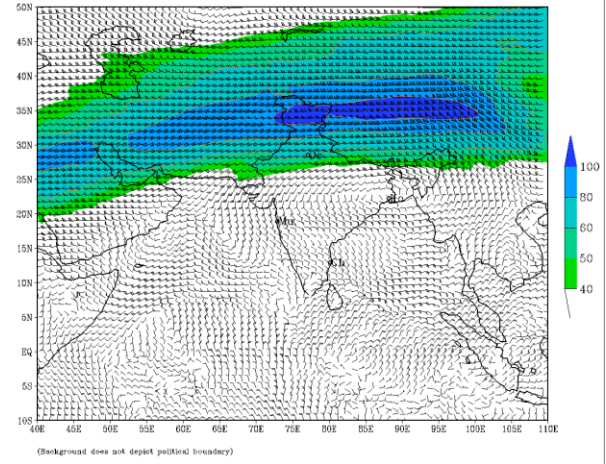 50N
45N
40N
35N
30N
25N
20N
15N
10N
5N
EQ
5S
10S
40E 45E 50E 55E 60E 65E 70E 75E 80E 85E 90E 95E 100E 105E 110E
100
80
60
50
40
Mu
Ch
(Background does not depict political boundary)